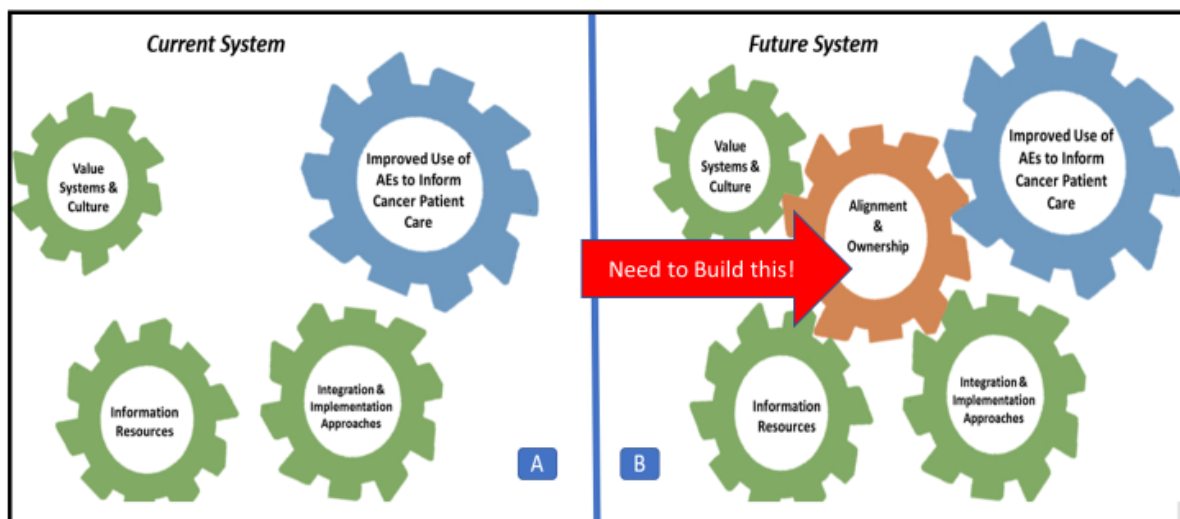 Current System
Value
Systems &
Culture
Improved Use of
AEs to Inform
Cancer Patient
Care
Information
Resources
Integration &
Implementation
Approaches
A
Future System
Value
Systems &
Culture
Improved Use of
AEs to Inform
Cancer Patient
Care
Alignment
&
Ownership
Need to Build this!
Information
Resources
Integration &
Implementation
Approaches
B